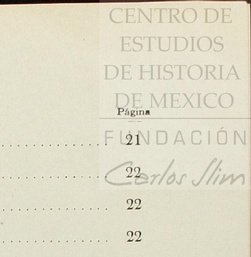 CENTRO DE
ESTUDIOS
DE HISTORIA
DE MEXICO
Página
FUNDACIÓN
Carlos Slim
........ 21
........ 22
........ 22
........ 22